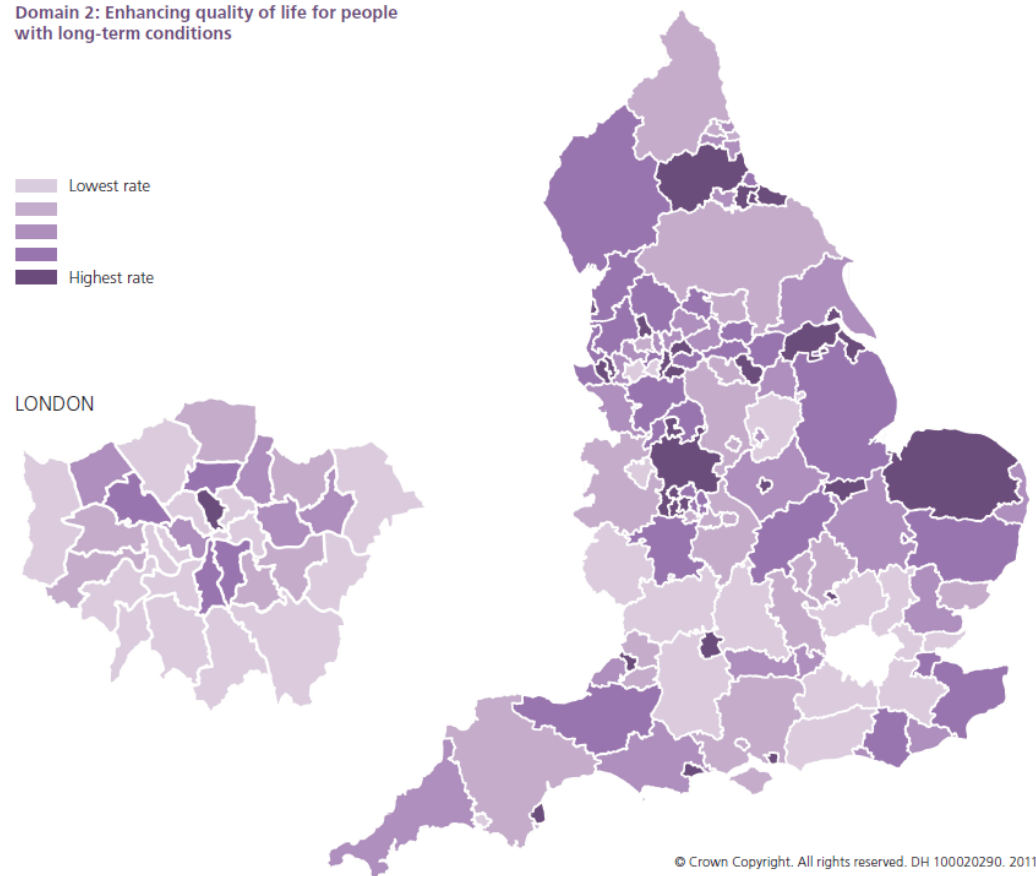 Domain 2: Enhancing quality of life for people
with long-term conditions
Lowest rate
Highest rate
LONDON
© Crown Copyright. All rights reserved. DH 100020290. 2011